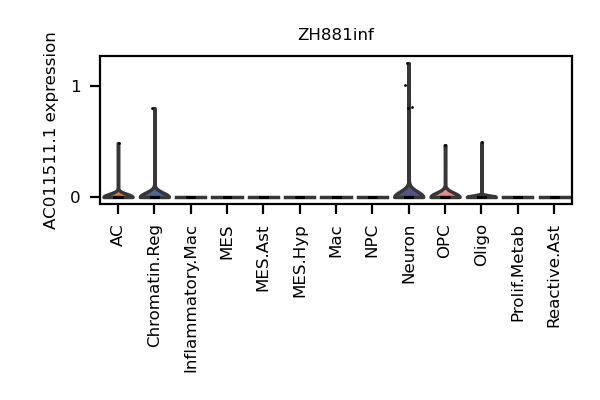 ZH881inf
AC011511.1 expression
1
0
AC
Chromatin.Reg
Inflammatory.Mac
MES
MES.Ast
MES.Hyp
Mac
NPC
Neuron
OPC
Oligo
Prolif.Metab
Reactive.Ast